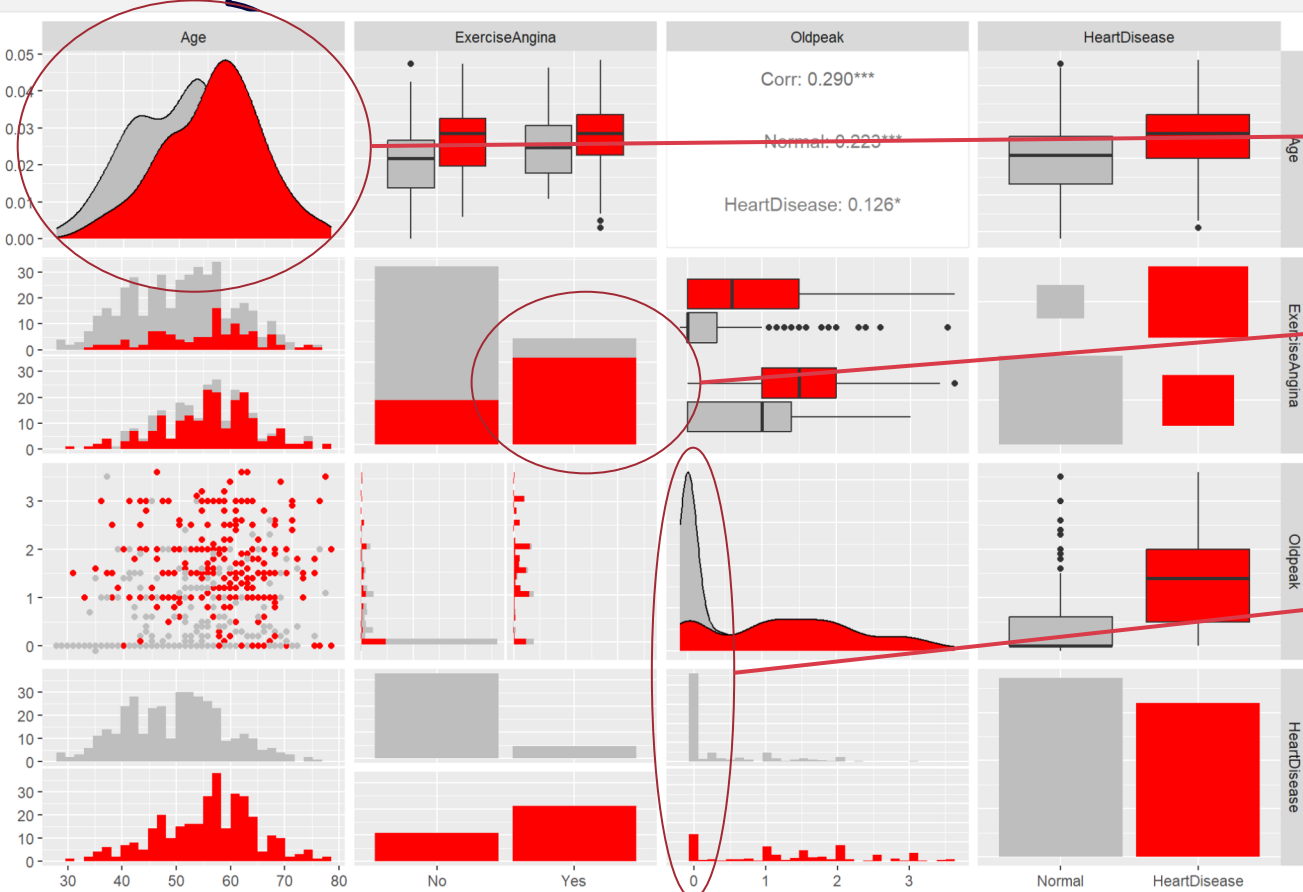 Age ExerciseAngina Oldpeak HeartDisease
0.05
0.04
0.03
0.02
0.01
0.00
Corr: 0.290***
Normal: 0.223***
HeartDisease: 0.126*
Age
30
20
10
0
30
20
10
0
ExerciseAngina
3
2
1
0
Oldpeak
30
20
10
0
30
20
10
0
HeartDisease
30 40 50 60 70 80 No Yes 0 1 2 3 Normal HeartDisease